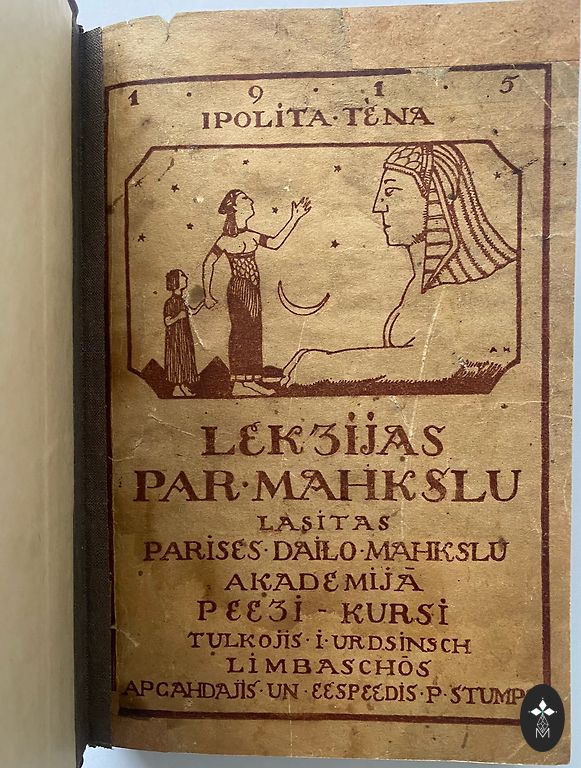 1 · 9 · 1 · 5
IPOLITA · TÈNA
A H
LEKZIJAS
PAR · MAHKSLU
LASITAS
PARISES · DAILO · MAHKSLU
AKADEMIJĀ
PEEZI - KURSI
TULKOJIS · I · URDSINSCH
LIMBASCHÓS
APGAHDAJIS · UN · EESPEEDIS · P · STUMP
M